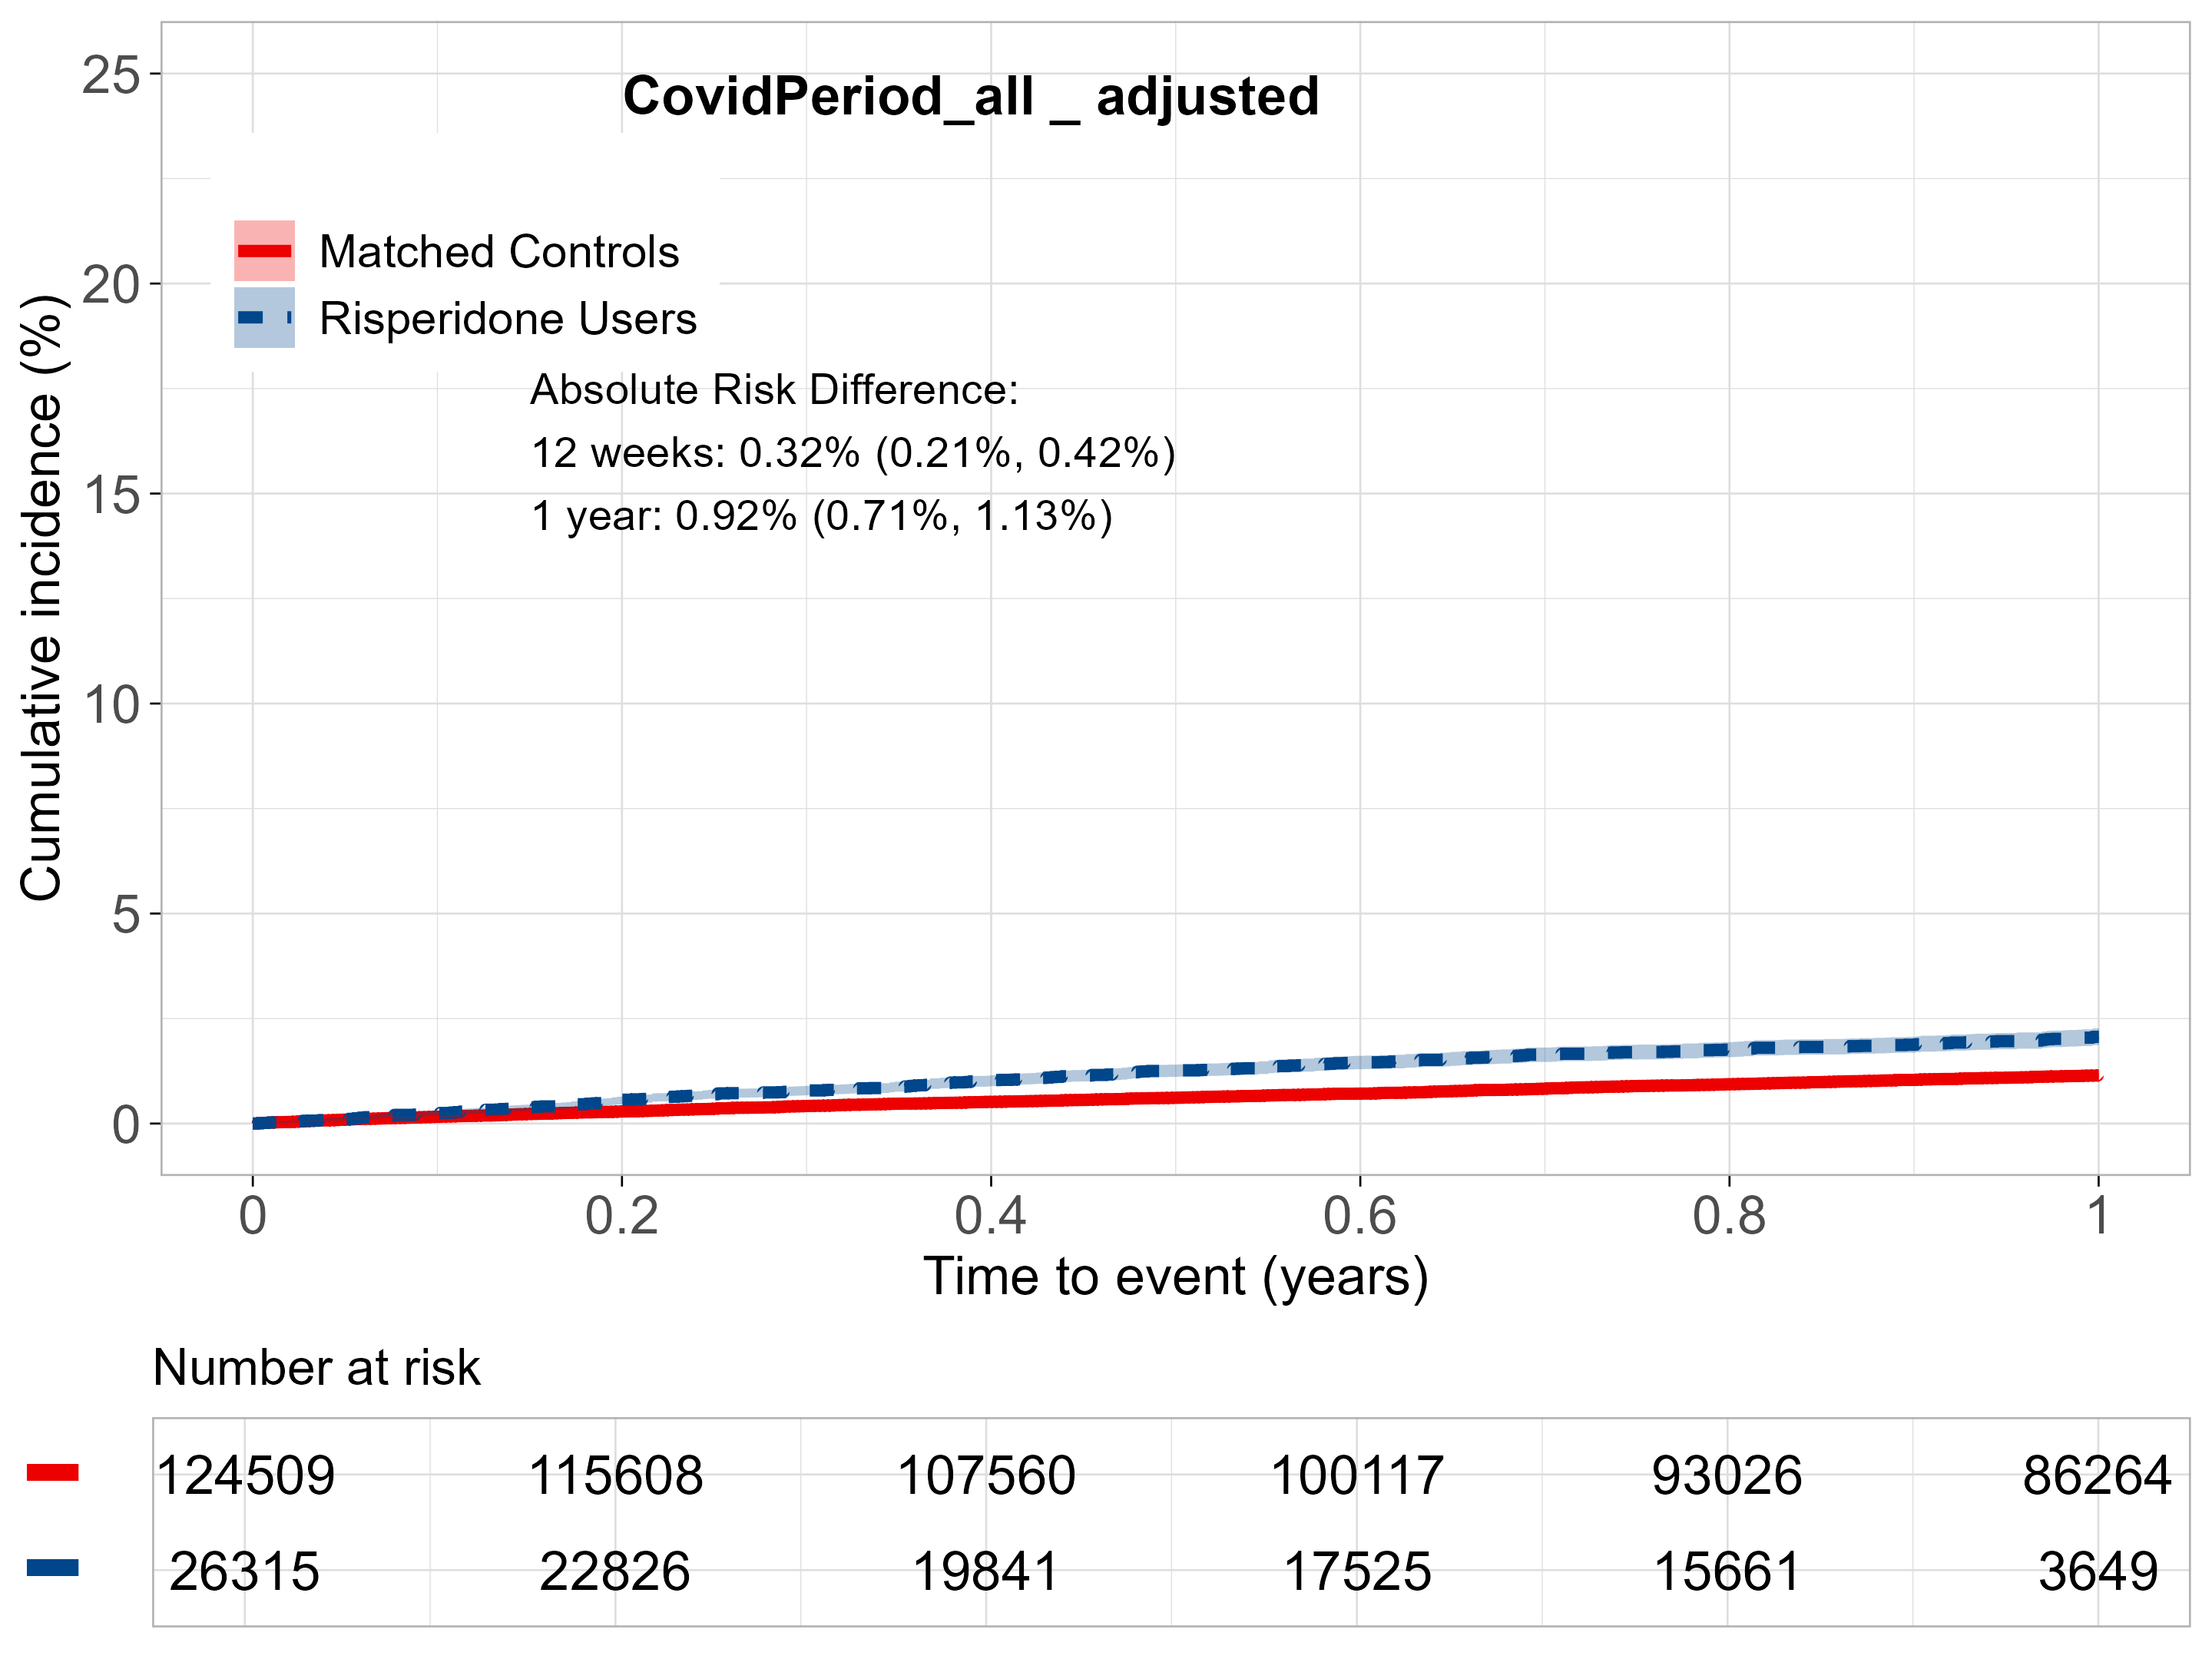 CovidPeriod_all _ adjusted
Matched Controls
Risperidone Users
Absolute Risk Difference:
12 weeks: 0.32% (0.21%, 0.42%)
1 year: 0.92% (0.71%, 1.13%)
Cumulative incidence (%)
25
20
15
10
5
0
0 0.2 0.4 0.6 0.8 1
Time to event (years)
Number at risk
124509 115608 107560 100117 93026 86264
26315 22826 19841 17525 15661 3649